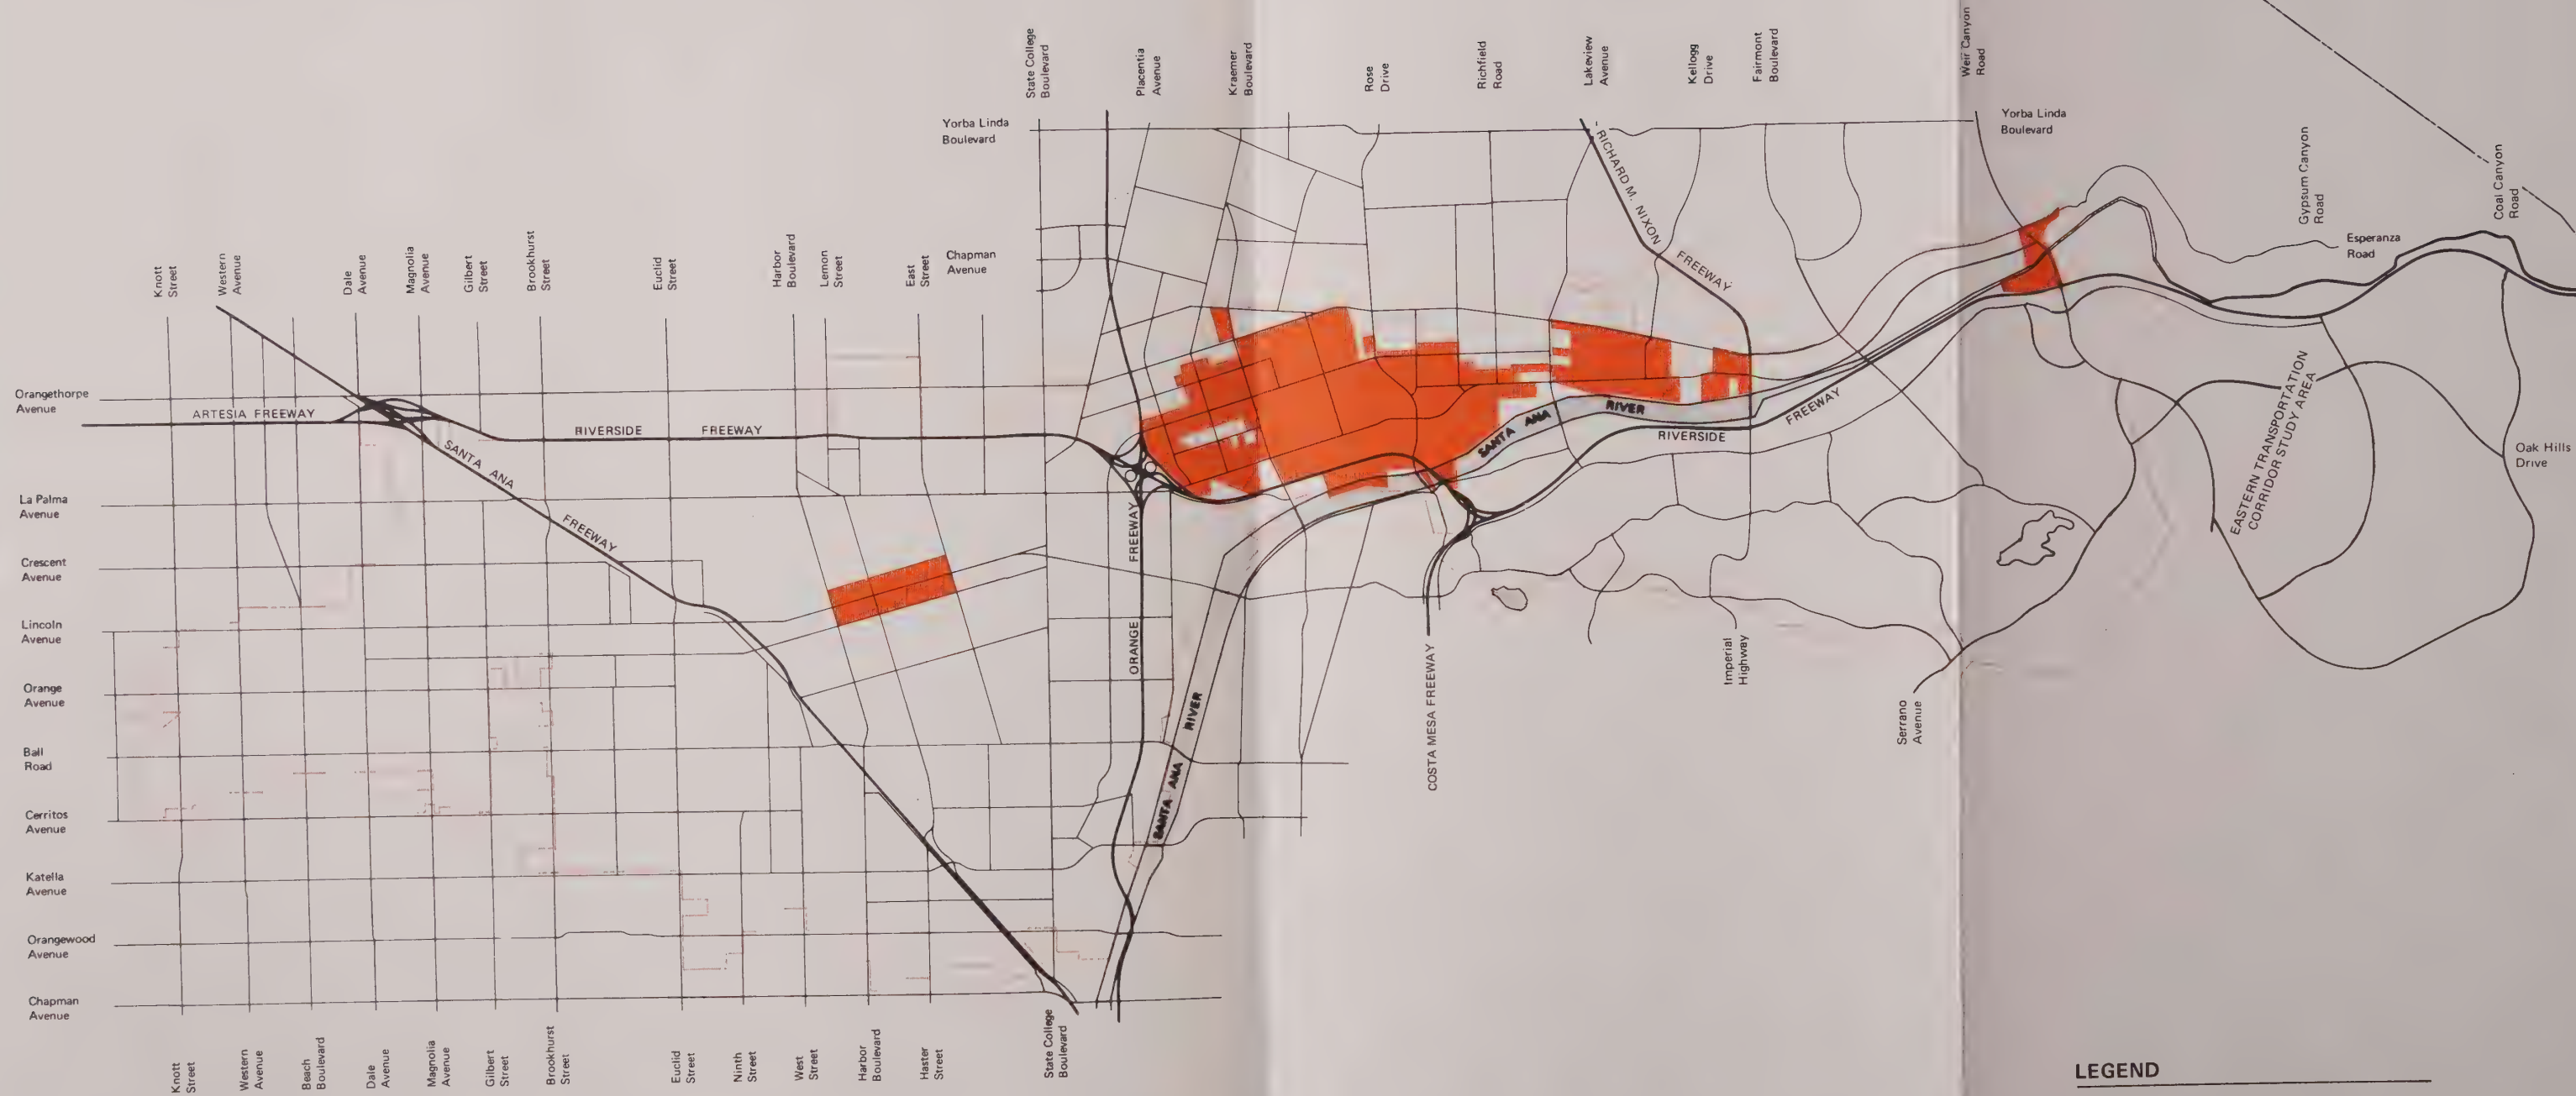 State College
Boulevard
Placentia
Avenue
Kraemer
Boulevard
Rose
Drive
Richfield
Road
Lakeview
Avenue
Kellogg
Drive
Fairmont
Boulevard
Weir Canyon
Road
Yorba Linda
Boulevard
Yorba Linda
Boulevard
RICHARD M. NIXON
FREEWAY
Gypsum Canyon
Road
Coal Canyon
Road
Esperanza
Road
Knott
Street
Western
Avenue
Dale
Avenue
Magnolia
Avenue
Gilbert
Street
Brookhurst
Street
Euclid
Street
Harbor
Boulevard
Lemon
Street
East
Street
Chapman
Avenue
Orangethorpe
Avenue
ARTESIA FREEWAY
RIVERSIDE FREEWAY
SANTA ANA
FREEWAY
SANTA ANA RIVER
RIVERSIDE
FREEWAY
EASTERN TRANSPORTATION
CORRIDOR STUDY AREA
Oak Hills
Drive
La Palma
Avenue
Crescent
Avenue
Lincoln
Avenue
Orange
Avenue
Ball
Road
Cerritos
Avenue
Katella
Avenue
Orangewood
Avenue
Chapman
Avenue
ORANGE FREEWAY
SANTA ANA RIVER
COSTA MESA FREEWAY
Imperial
Highway
Serrano
Avenue
Knott
Street
Western
Avenue
Beach
Boulevard
Dale
Avenue
Magnolia
Avenue
Gilbert
Street
Brookhurst
Street
Euclid
Street
Ninth
Street
West
Street
Harbor
Boulevard
Haster
Street
State College
Boulevard
LEGEND